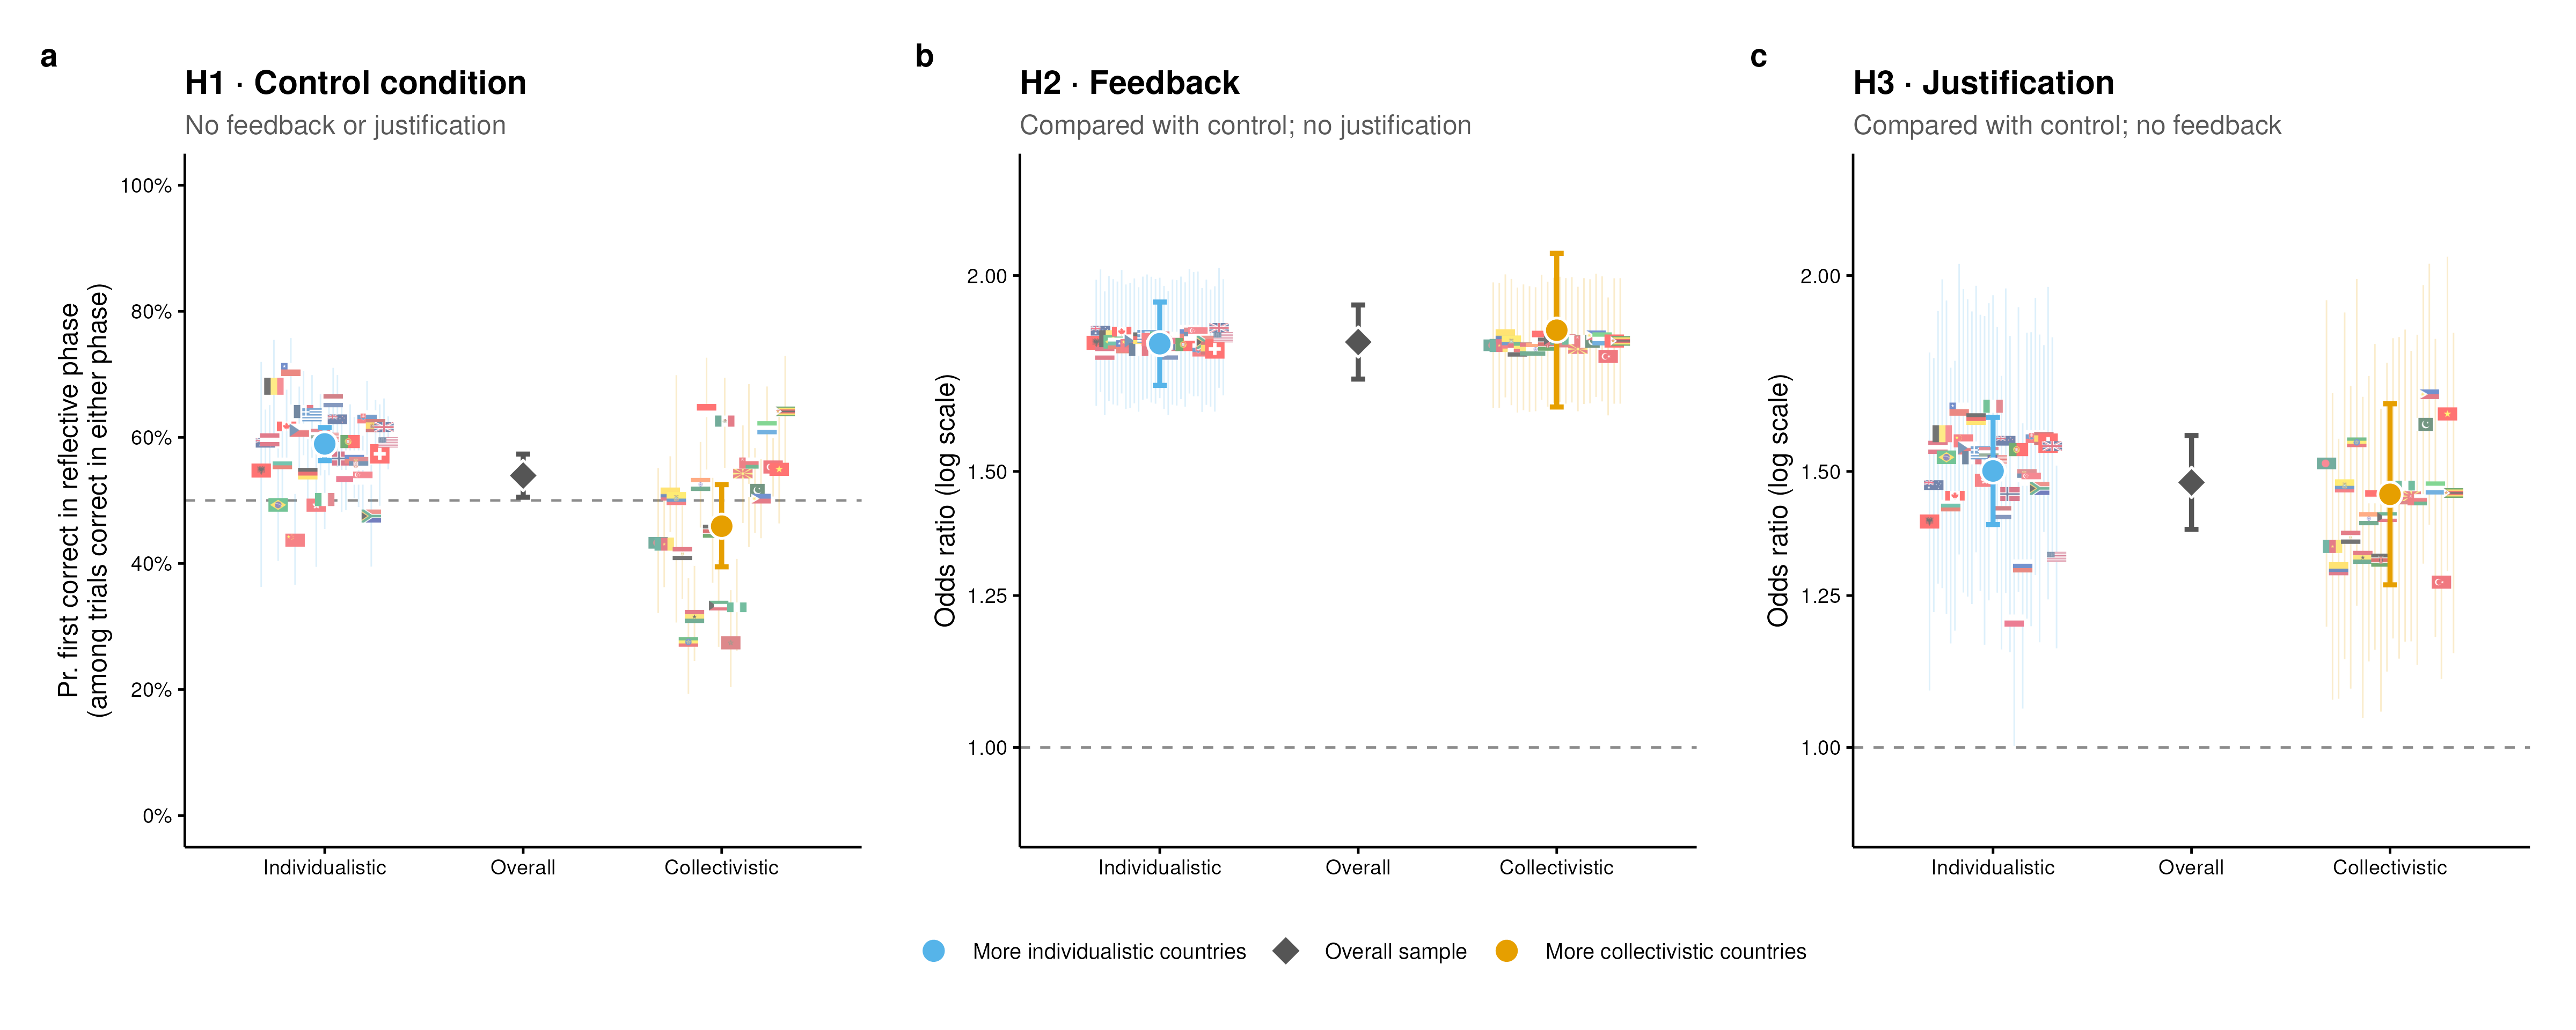 a
H1 · Control condition
No feedback or justification
Pr. first correct in reflective phase
(among trials correct in either phase)
100%
80%
60%
40%
20%
0%
Individualistic
Overall
Collectivistic
b
H2 · Feedback
Compared with control; no justification
Odds ratio (log scale)
2.00
1.50
1.25
1.00
Individualistic
Overall
Collectivistic
c
H3 · Justification
Compared with control; no feedback
Odds ratio (log scale)
2.00
1.50
1.25
1.00
Individualistic
Overall
Collectivistic
More individualistic countries
Overall sample
More collectivistic countries